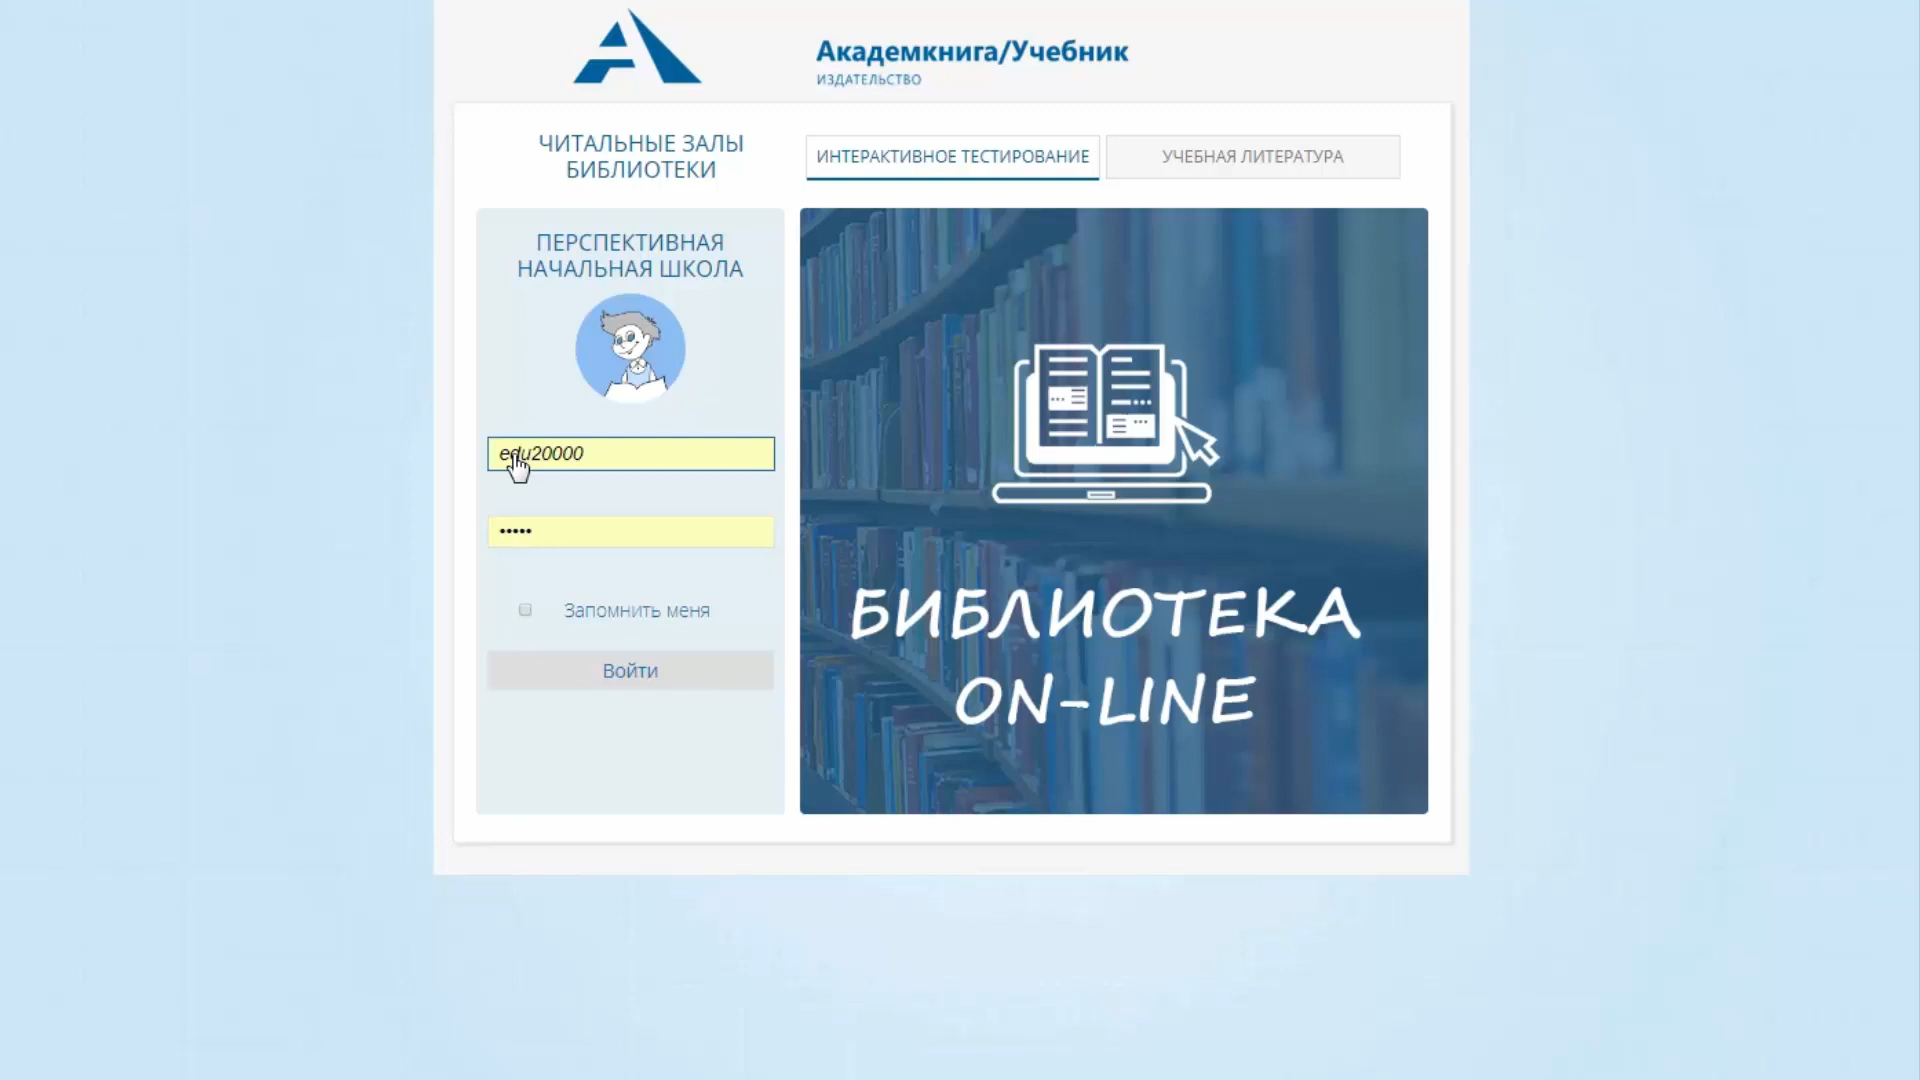 Академкнига/Учебник
ИЗДАТЕЛЬСТВО
ЧИТАЛЬНЫЕ ЗАЛЫ
БИБЛИОТЕКИ
ИНТЕРАКТИВНОЕ ТЕСТИРОВАНИЕ
УЧЕБНАЯ ЛИТЕРАТУРА
ПЕРСПЕКТИВНАЯ
НАЧАЛЬНАЯ ШКОЛА
edu20000
•••••
Запомнить меня
Войти
БИБЛИОТЕКА
ON-LINE